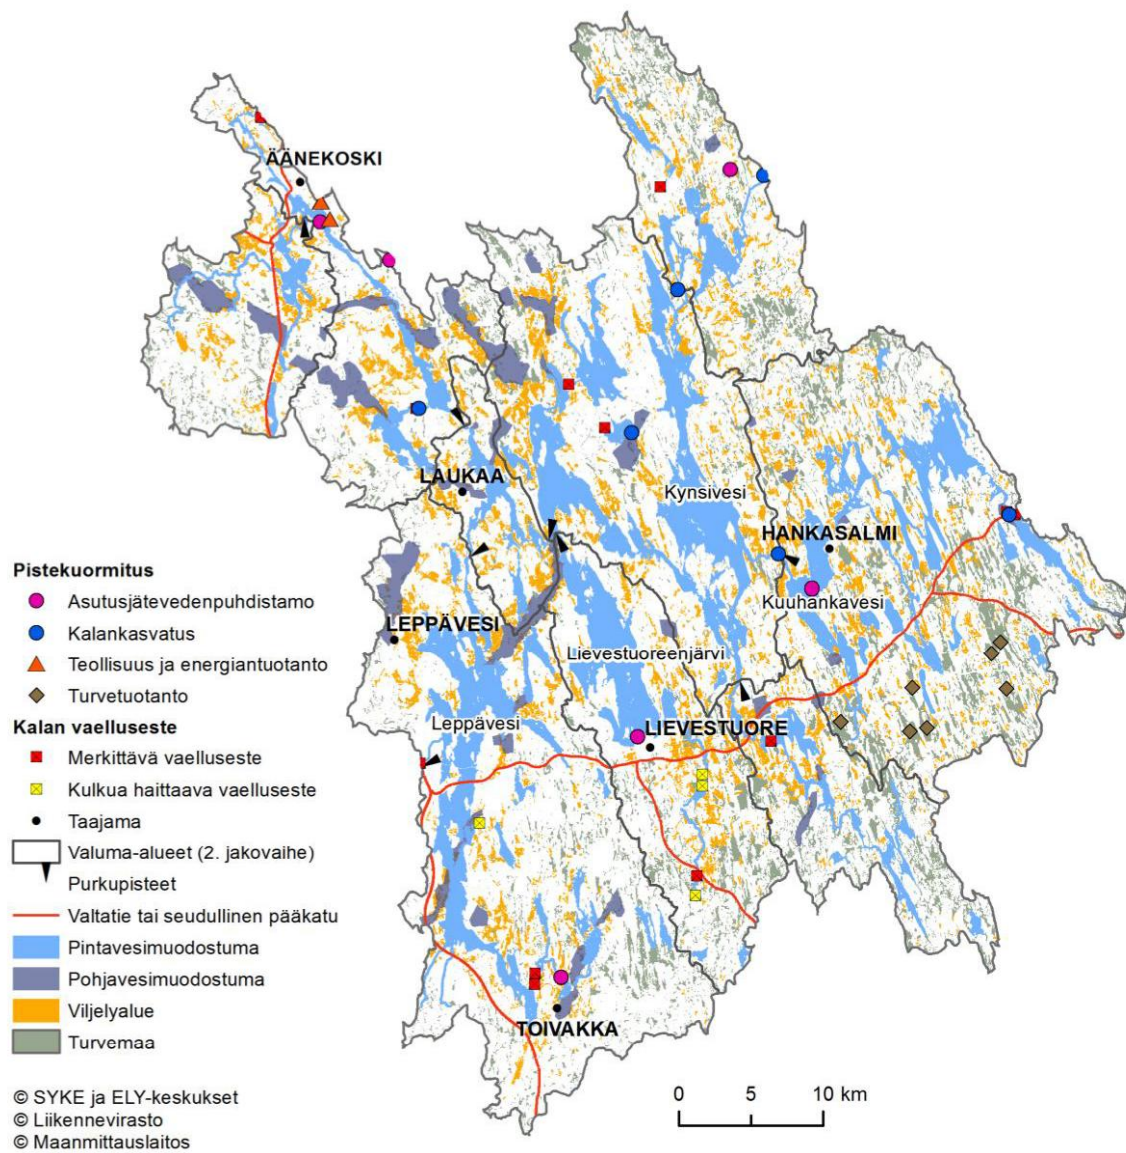 ÄÄNEKOSKI
LAUKAA
Kynsivesi
HANKASALMI
Kuuhankavesi
LEPPÄVESI
Lievestuoreenjärvi
Leppävesi
LIEVESTUORE
TOIVAKKA
Pistekuormitus
Asutusjätevedenpuhdistamo
Kalankasvatus
Teollisuus ja energiantuotanto
Turvetuotanto
Kalan vaelluseste
Merkittävä vaelluseste
Kulkua haittaava vaelluseste
Taajama
Valuma-alueet (2. jakovaihe)
Purkupisteet
Valtatie tai seudullinen pääkatu
Pintavesimuodostuma
Pohjavesimuodostuma
Viljelyalue
Turvemaa
© SYKE ja ELY-keskukset
© Liikennevirasto
© Maanmittauslaitos
0 5 10 km